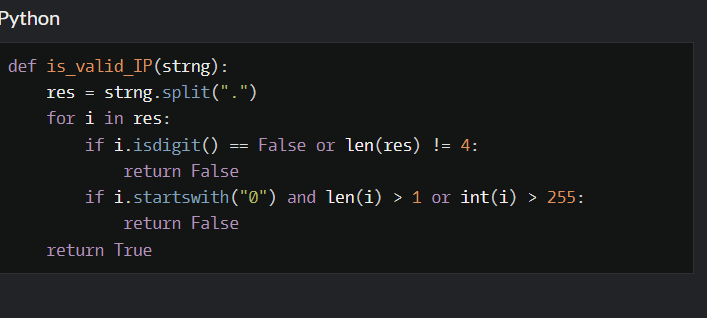 Python
def is_valid_IP(strng):
    res = strng.split(".")
    for i in res:
        if i.isdigit() == False or len(res) != 4:
            return False
        if i.startswith("0") and len(i) > 1 or int(i) > 255:
            return False
    return True